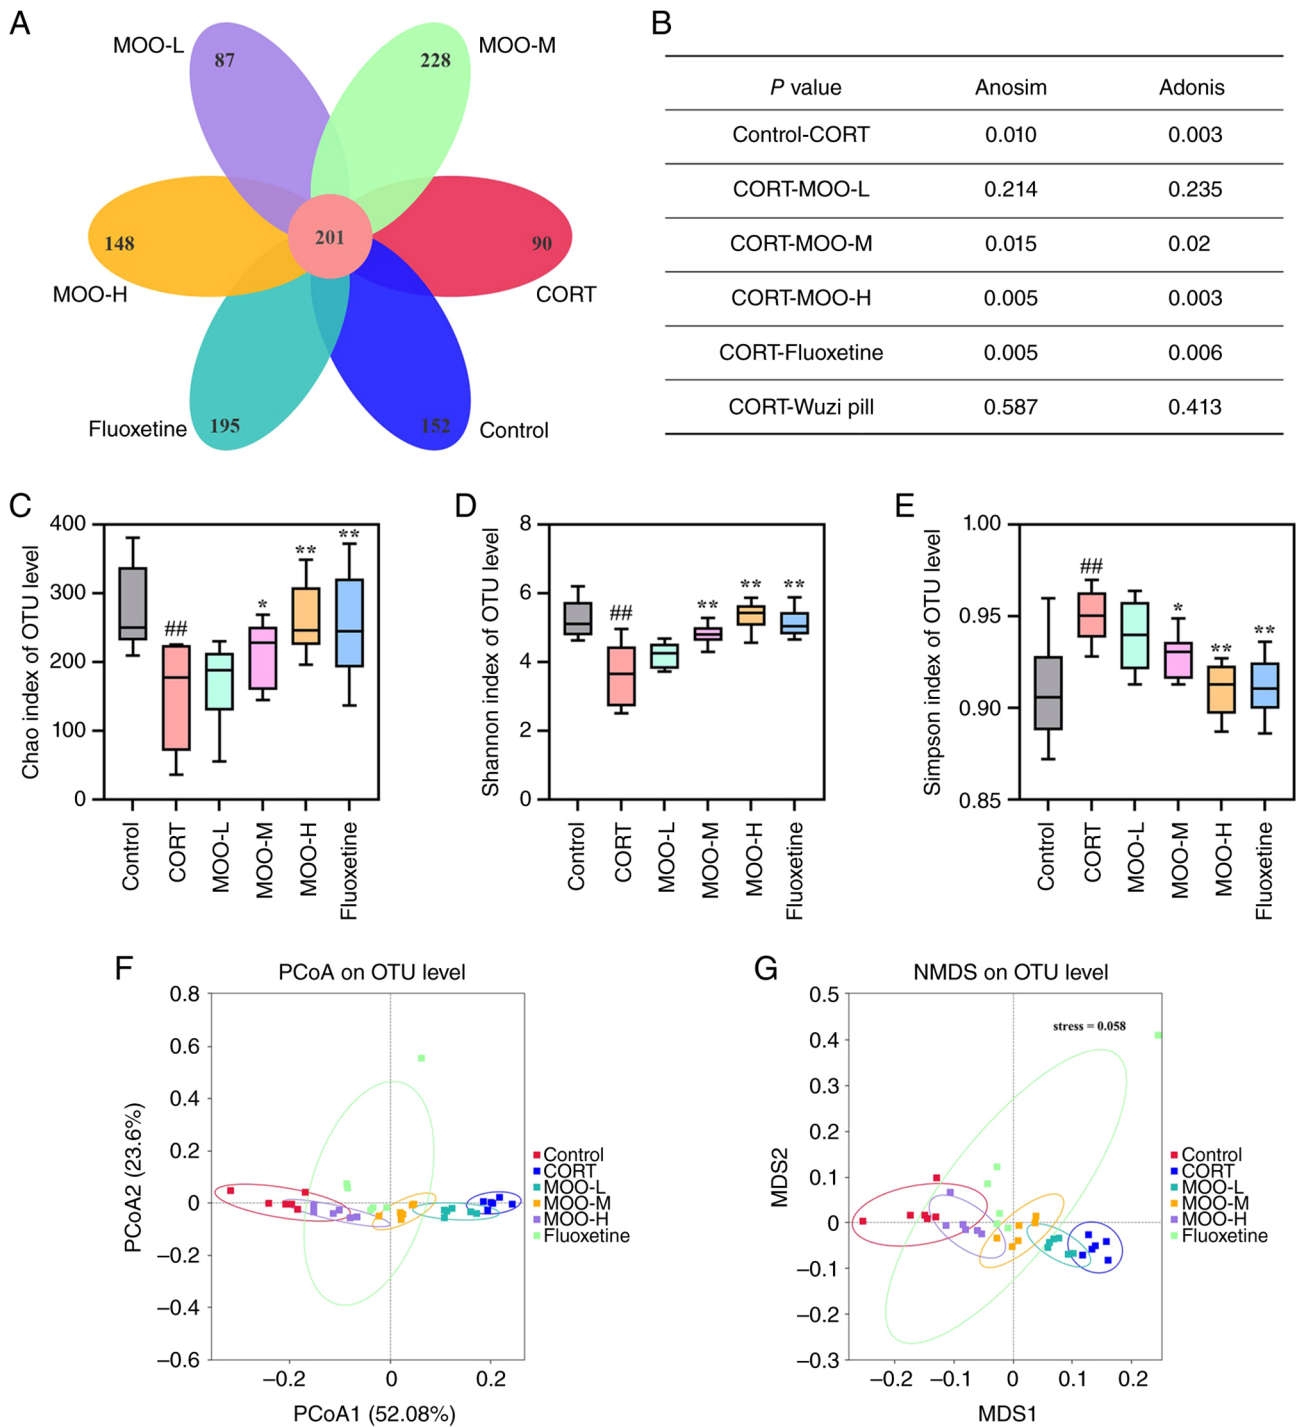 A
MOO-L
MOO-M
87
228
148
201
90
MOO-H
CORT
Fluoxetine
195
152
Control
B
P value Anosim Adonis
Control-CORT 0.010 0.003
CORT-MOO-L 0.214 0.235
CORT-MOO-M 0.015 0.02
CORT-MOO-H 0.005 0.003
CORT-Fluoxetine 0.005 0.006
CORT-Wuzi pill 0.587 0.413
C
Chao index of OTU level
400
300
200
100
0
##
*
**
**
Control
CORT
MOO-L
MOO-M
MOO-H
Fluoxetine
D
Shannon index of OTU level
8
6
4
2
0
##
**
**
**
Control
CORT
MOO-L
MOO-M
MOO-H
Fluoxetine
E
Simpson index of OTU level
1.00
0.95
0.90
0.85
##
*
**
**
Control
CORT
MOO-L
MOO-M
MOO-H
Fluoxetine
F
PCoA on OTU level
PCoA2 (23.6%)
0.8
0.6
0.4
0.2
0
−0.2
−0.4
−0.6
−0.2 0 0.2
PCoA1 (52.08%)
Control
CORT
MOO-L
MOO-M
MOO-H
Fluoxetine
G
NMDS on OTU level
stress = 0.058
MDS2
0.5
0.4
0.3
0.2
0.1
0
−0.1
−0.2
−0.3
−0.2 −0.1 0 0.1 0.2
MDS1
Control
CORT
MOO-L
MOO-M
MOO-H
Fluoxetine